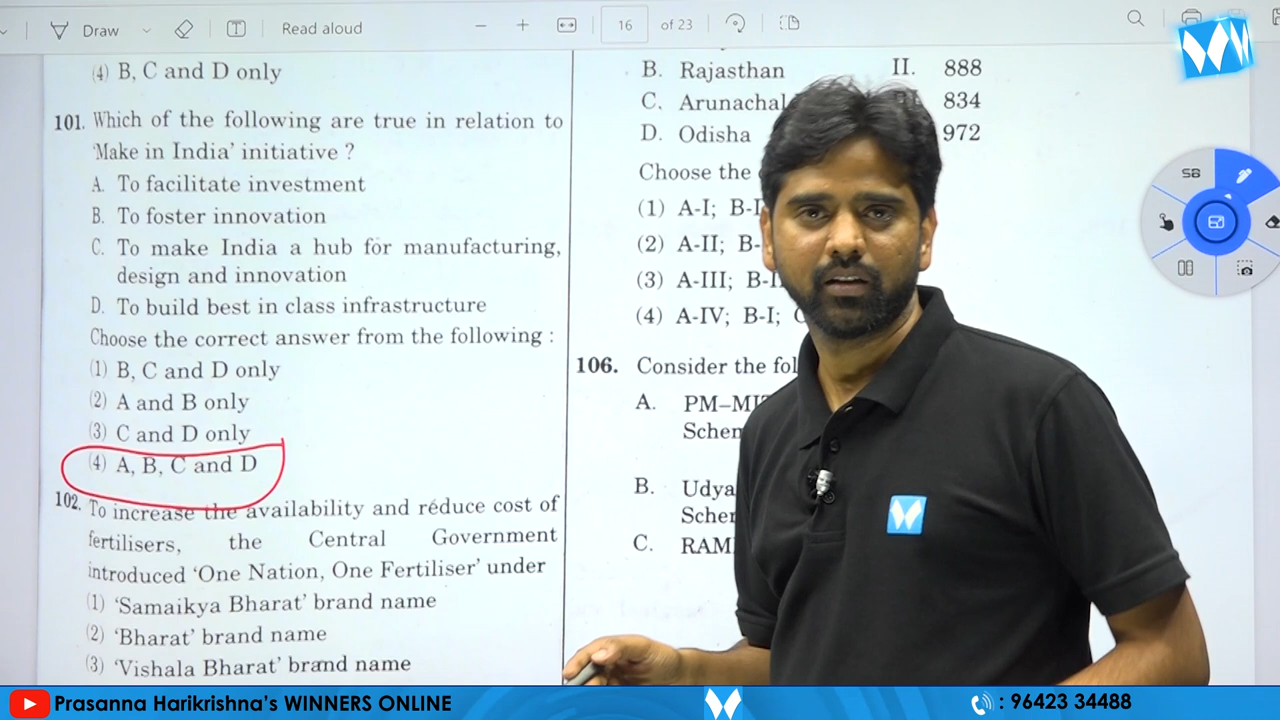 Draw
Read aloud
16 of 23
(4) B, C and D only
101. Which of the following are true in relation to
'Make in India' initiative ?
A. To facilitate investment
B. To foster innovation
C. To make India a hub for manufacturing,
design and innovation
D. To build best in class infrastructure
Choose the correct answer from the following :
(1) B, C and D only
(2) A and B only
(3) C and D only
(4) A, B, C and D
102. To increase the availability and réduce cost of
fertilisers, the Central Government
introduced 'One Nation, One Fertiliser' under
(1) 'Samaikya Bharat' brand name
(2) 'Bharat' brand name
(3) 'Vishala Bharat' brand name
B. Rajasthan II. 888
C. Arunachal 834
D. Odisha 972
Choose the
(1) A-I;
(2) A-II;
(3) A-III;
(4) A-IV; B-I;
106. Consider the
A.
B.
C.
Prasanna Harikrishna's WINNERS ONLINE
: 96423 34488